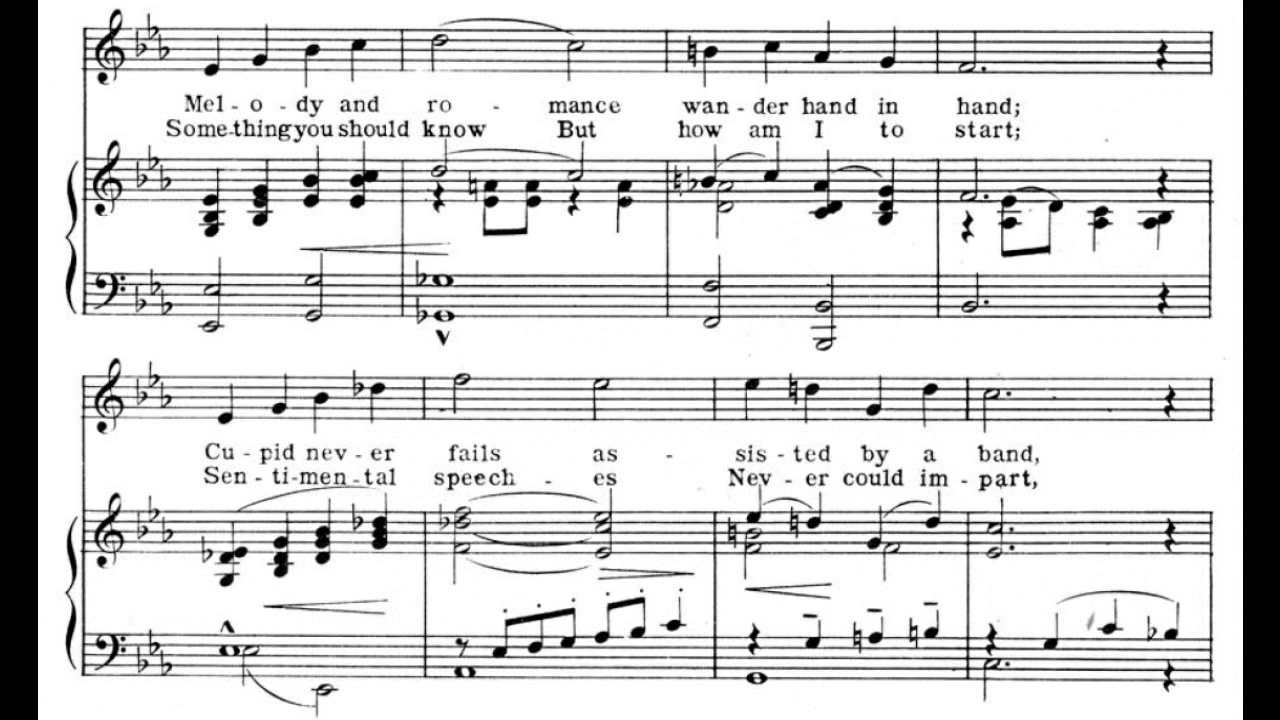 Mel - o - dy and ro - mance wan - der hand in hand;
Some-thing you should know But how am I to start;
Cu - pid nev - er fails as - sis - ted by a band,
Sen - ti - men - tal speech - es Nev - er could im - part,